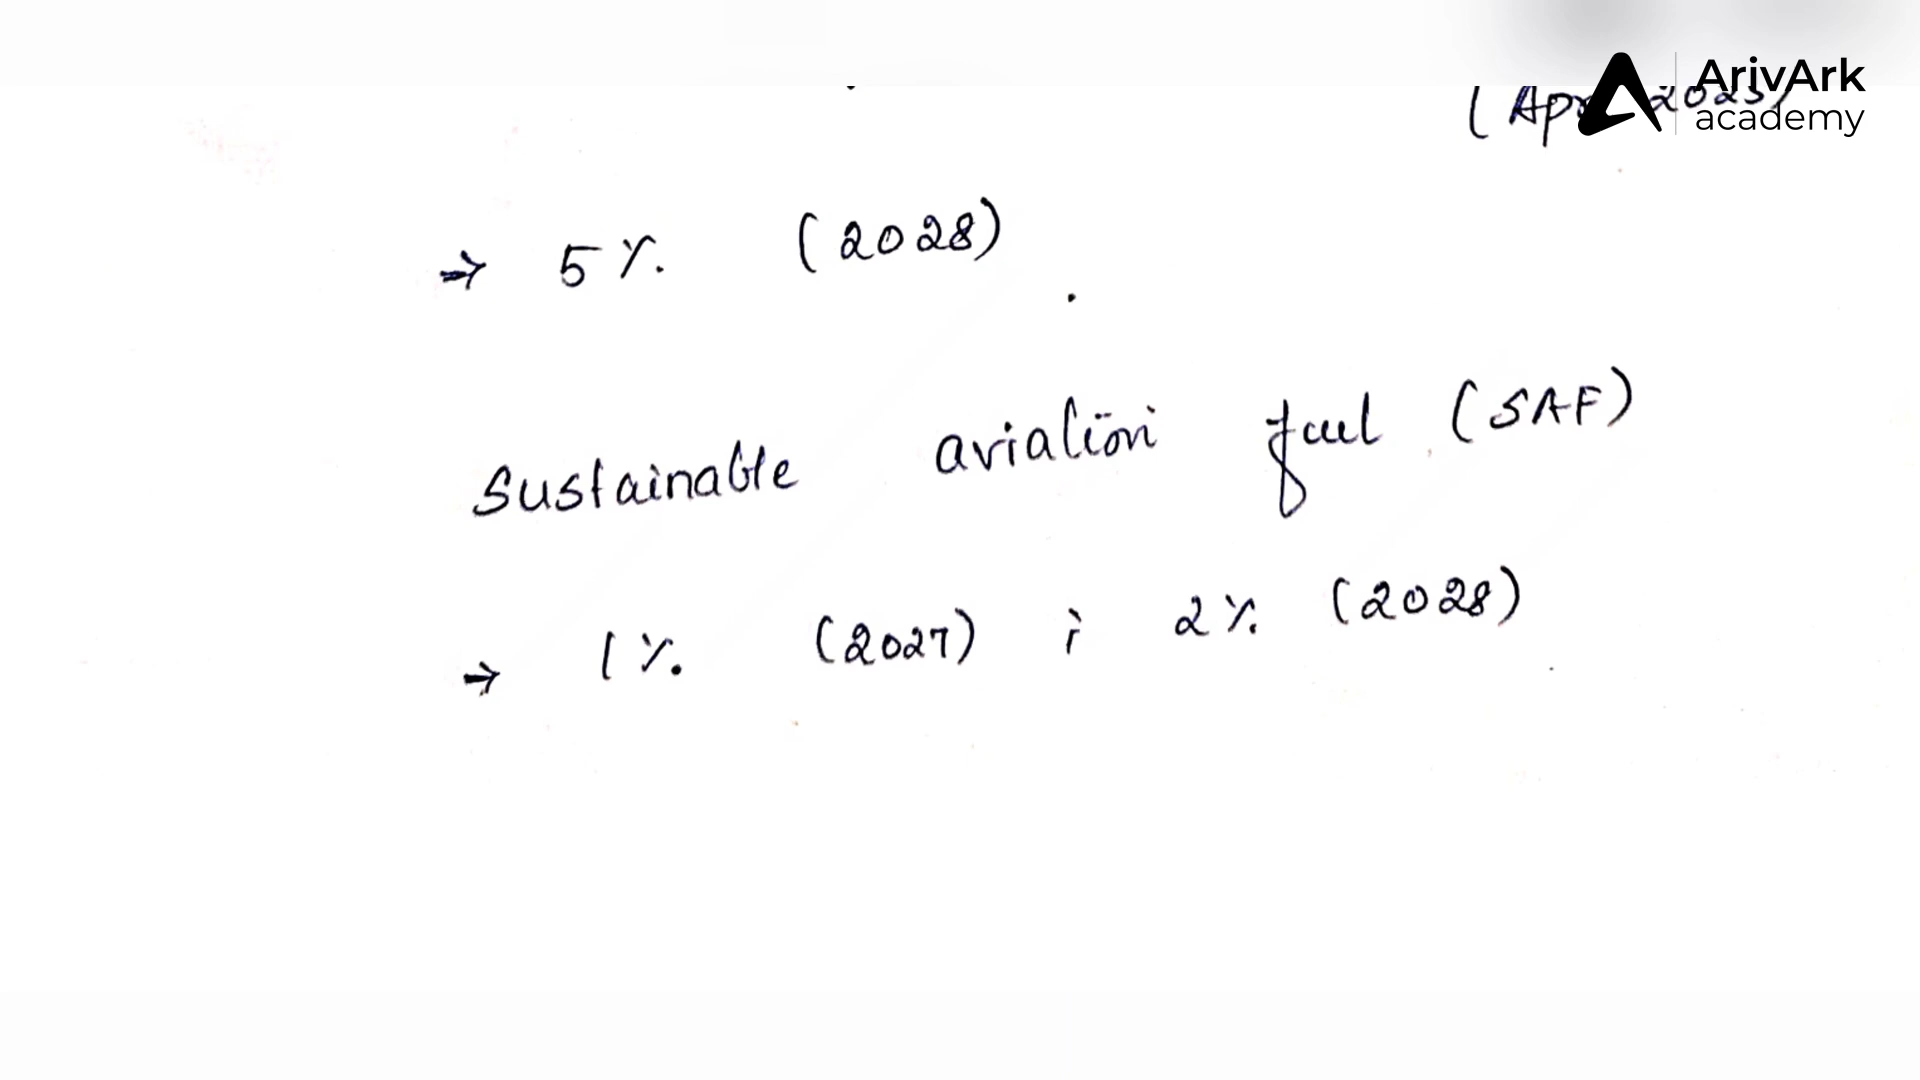 ArivArk
academy
→ 5% (2028)
Sustainable aviation fuel (SAF)
→ 1% (2027) ; 2% (2028)